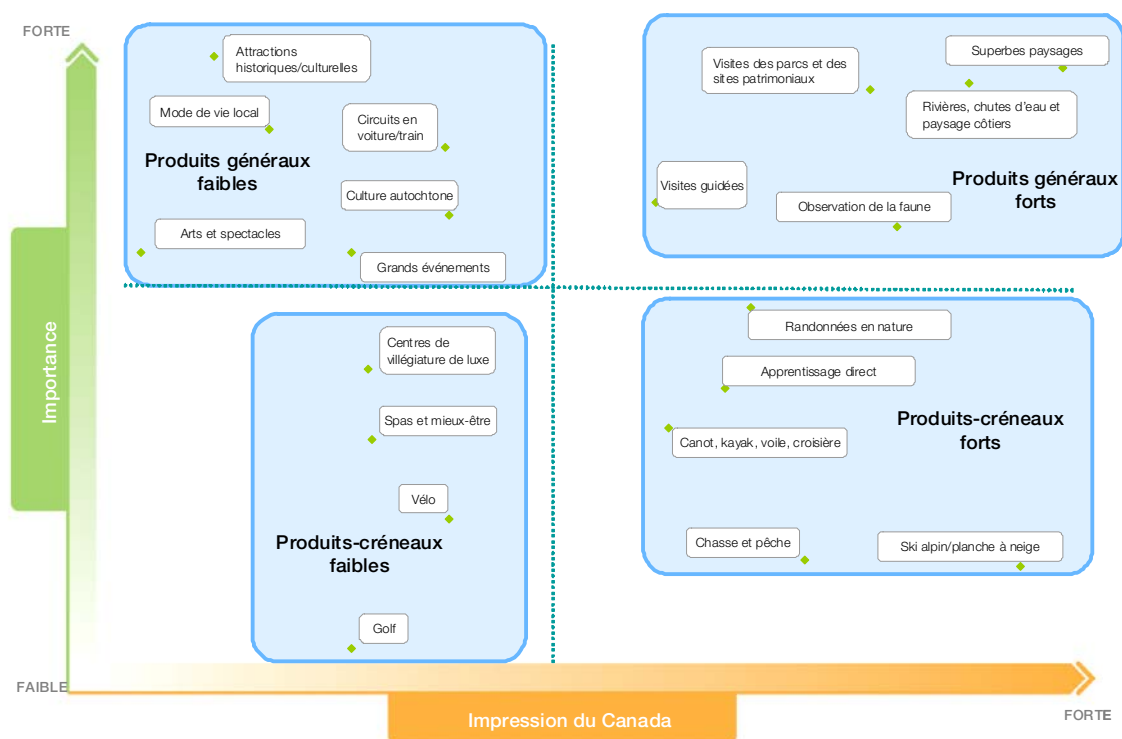 FORTE
Attractions
historiques/culturelles
Mode de vie local
Circuits en
voiture/train
Produits généraux
faibles
Culture autochtone
Arts et spectacles
Grands événements
Superbes paysages
Visites des parcs et des
sites patrimoniaux
Rivières, chutes d'eau et
paysage côtiers
Visites guidées
Produits généraux
forts
Observation de la faune
Importance
Centres de
villégiature de luxe
Spas et mieux-être
Vélo
Produits-créneaux
faibles
Golf
Randonnées en nature
Apprentissage direct
Produits-créneaux
forts
Canot, kayak, voile, croisière
Chasse et pêche
Ski alpin/planche à neige
FAIBLE
Impression du Canada
FORTE